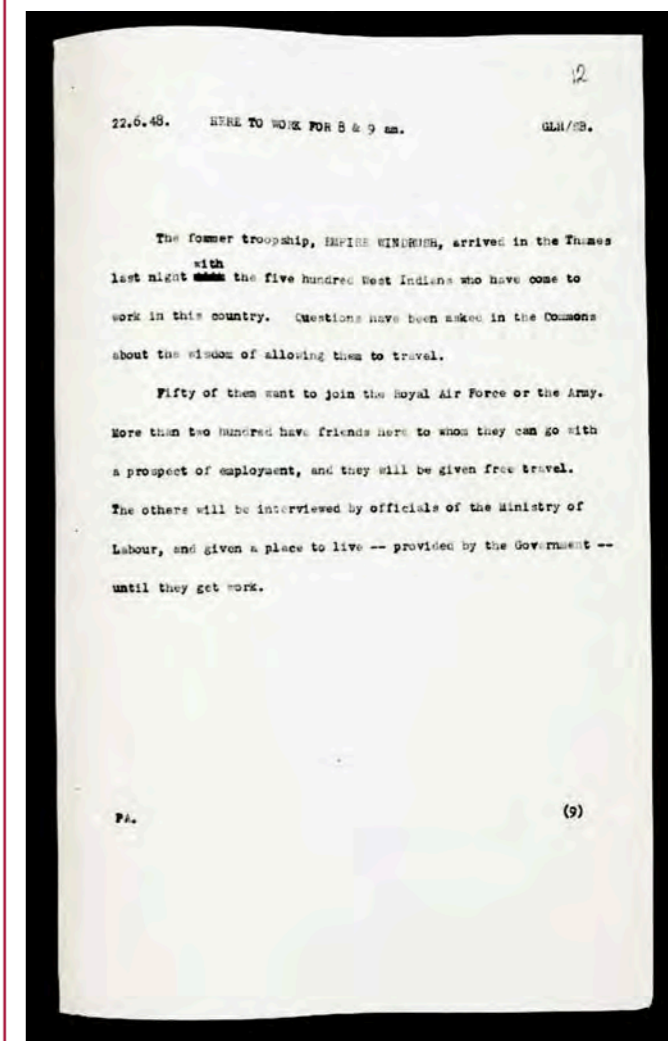 12
22.6.48. HERE TO WORK FOR 8 & 9 am. GLH/SB.
The former troopship, EMPIRE WINDRUSH, arrived in the Thames
with
last night the five hundred West Indians who have come to
work in this country. Questions have been asked in the Commons
about the wisdom of allowing them to travel.
Fifty of them want to join the Royal Air Force or the Army.
More than two hundred have friends here to whom they can go with
a prospect of employment, and they will be given free travel.
The others will be interviewed by officials of the Ministry of
Labour, and given a place to live -- provided by the Government --
until they get work.
PA. (9)